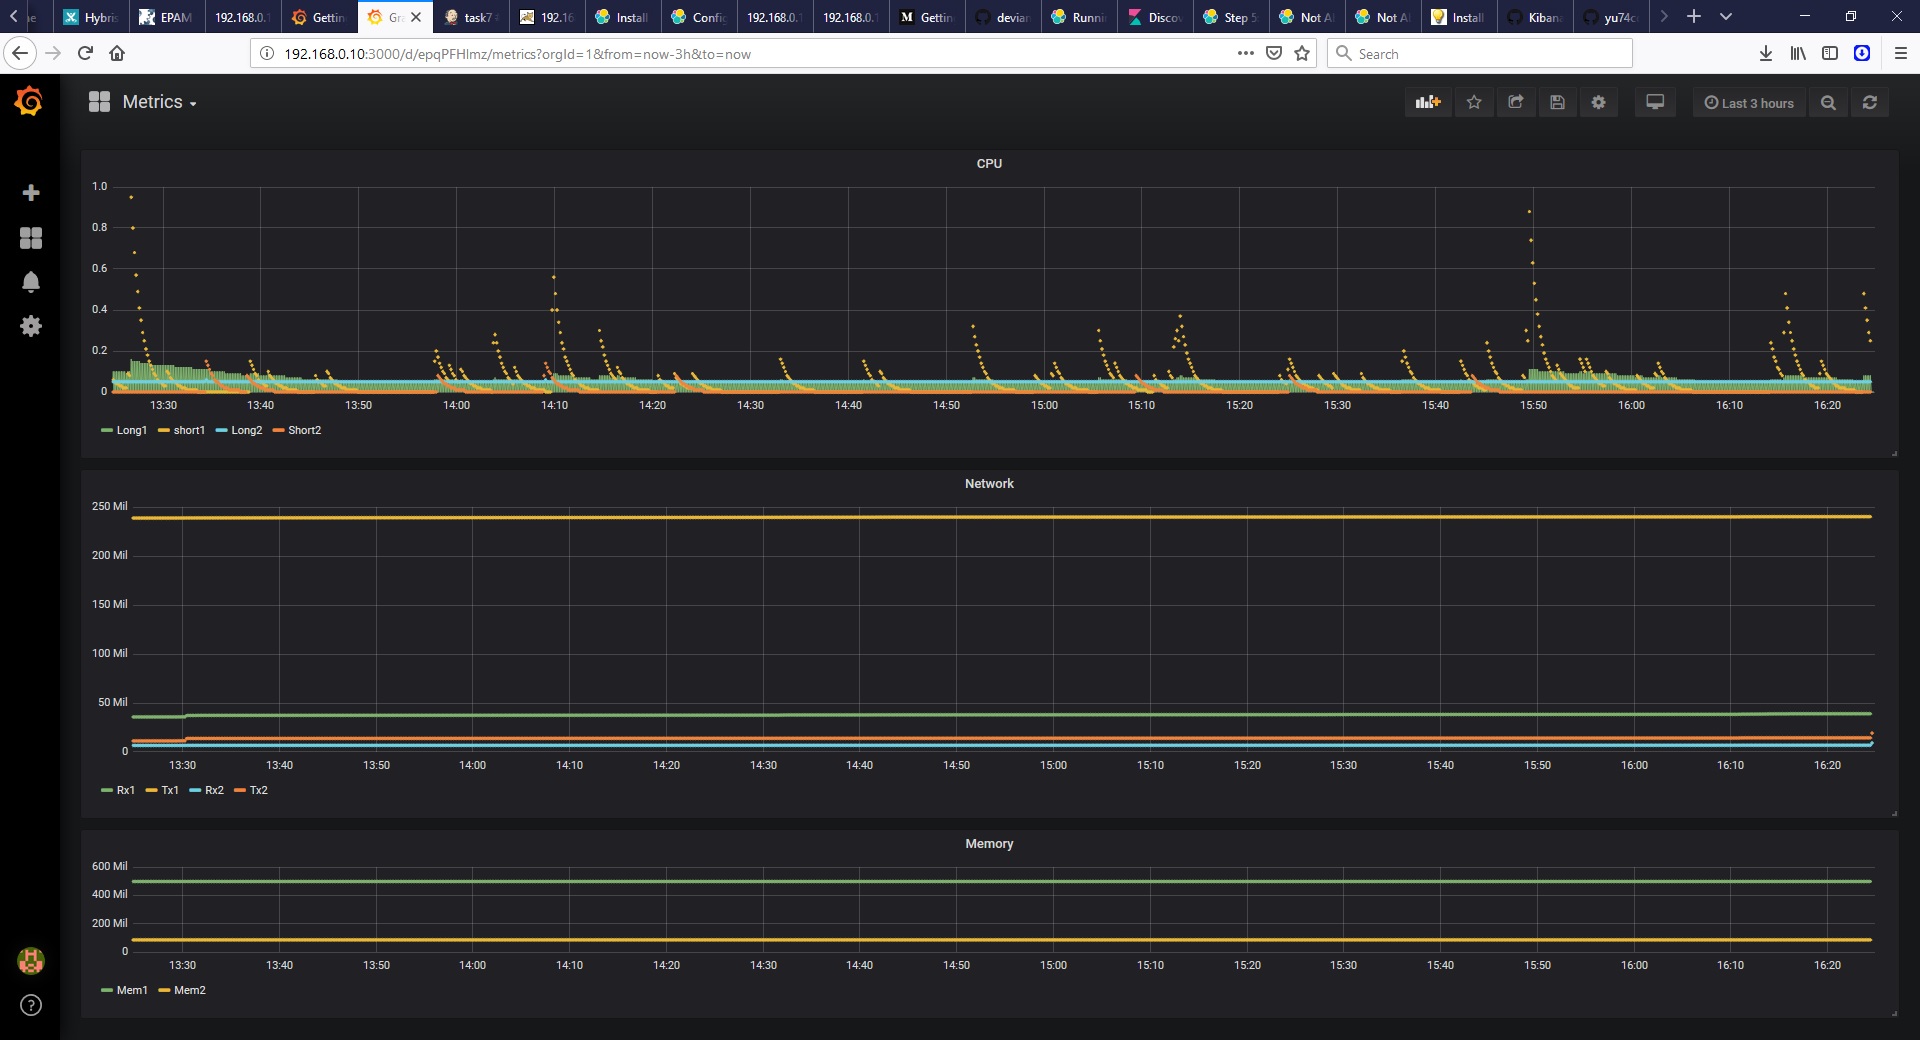 Hybris
EPAM
192.168.0.1
Gettin
Gr
task7
192.16
Install
Config
192.168.0.1
192.168.0.1
Gettin
devian
Runnin
Discov
Step 5
Not A
Not A
Install
Kibana
yu74c
192.168.0.10:3000/d/epqPFHlmz/metrics?orgId=1&from=now-3h&to=now
Search
Metrics
Last 3 hours
CPU
1.0
0.8
0.6
0.4
0.2
0
13:30 13:40 13:50 14:00 14:10 14:20 14:30 14:40 14:50 15:00 15:10 15:20 15:30 15:40 15:50 16:00 16:10 16:20
Long1 short1 Long2 Short2
Network
250 Mil
200 Mil
150 Mil
100 Mil
50 Mil
0
13:30 13:40 13:50 14:00 14:10 14:20 14:30 14:40 14:50 15:00 15:10 15:20 15:30 15:40 15:50 16:00 16:10 16:20
Rx1 Tx1 Rx2 Tx2
Memory
600 Mil
400 Mil
200 Mil
0
13:30 13:40 13:50 14:00 14:10 14:20 14:30 14:40 14:50 15:00 15:10 15:20 15:30 15:40 15:50 16:00 16:10 16:20
Mem1 Mem2